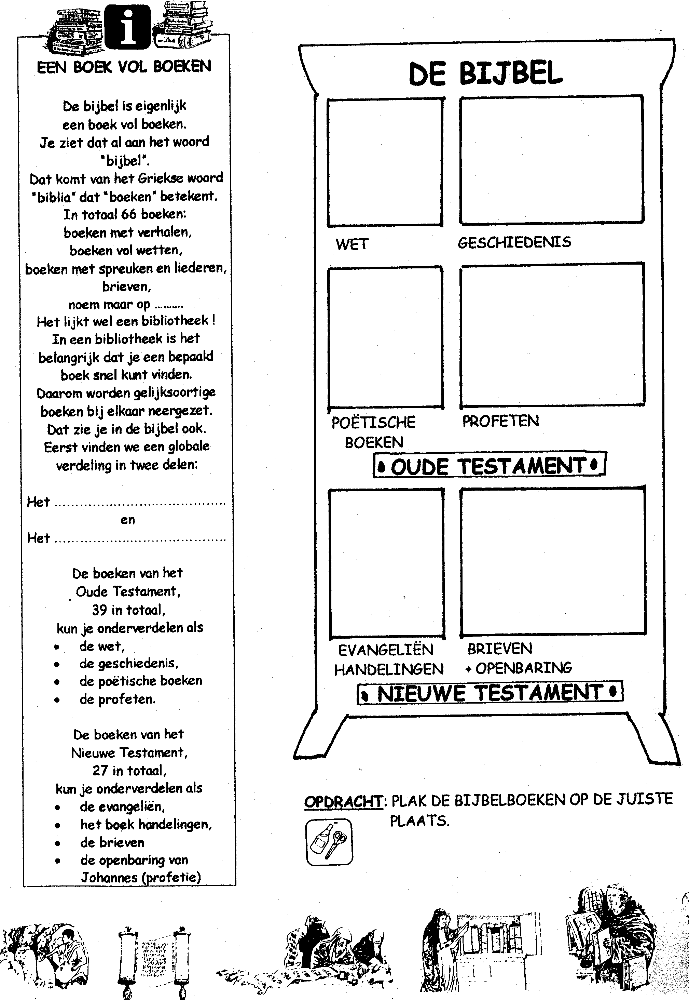 i
EEN BOEK VOL BOEKEN
De bijbel is eigenlijk
een boek vol boeken.
Je ziet dat al aan het woord
"bijbel".
Dat komt van het Griekse woord
"biblia" dat "boeken" betekent.
In totaal 66 boeken:
boeken met verhalen,
boeken vol wetten,
boeken met spreuken en liederen,
brieven,
noem maar op ..........
Het lijkt wel een bibliotheek !
In een bibliotheek is het
belangrijk dat je een bepaald
boek snel kunt vinden.
Daarom worden gelijksoortige
boeken bij elkaar neergezet.
Dat zie je in de bijbel ook.
Eerst vinden we een globale
verdeling in twee delen:
Het ........................................
en
Het ........................................
De boeken van het
Oude Testament,
39 in totaal,
kun je onderverdelen als
• de wet,
• de geschiedenis,
• de poëtische boeken
• de profeten.
De boeken van het
Nieuwe Testament,
27 in totaal,
kun je onderverdelen als
• de evangeliën,
• het boek handelingen,
• de brieven
• de openbaring van
Johannes (profetie)
DE BIJBEL
WET GESCHIEDENIS
POËTISCHE PROFETEN
BOEKEN
• OUDE TESTAMENT •
EVANGELIËN BRIEVEN
HANDELINGEN + OPENBARING
• NIEUWE TESTAMENT •
OPDRACHT: PLAK DE BIJBELBOEKEN OP DE JUISTE
PLAATS.